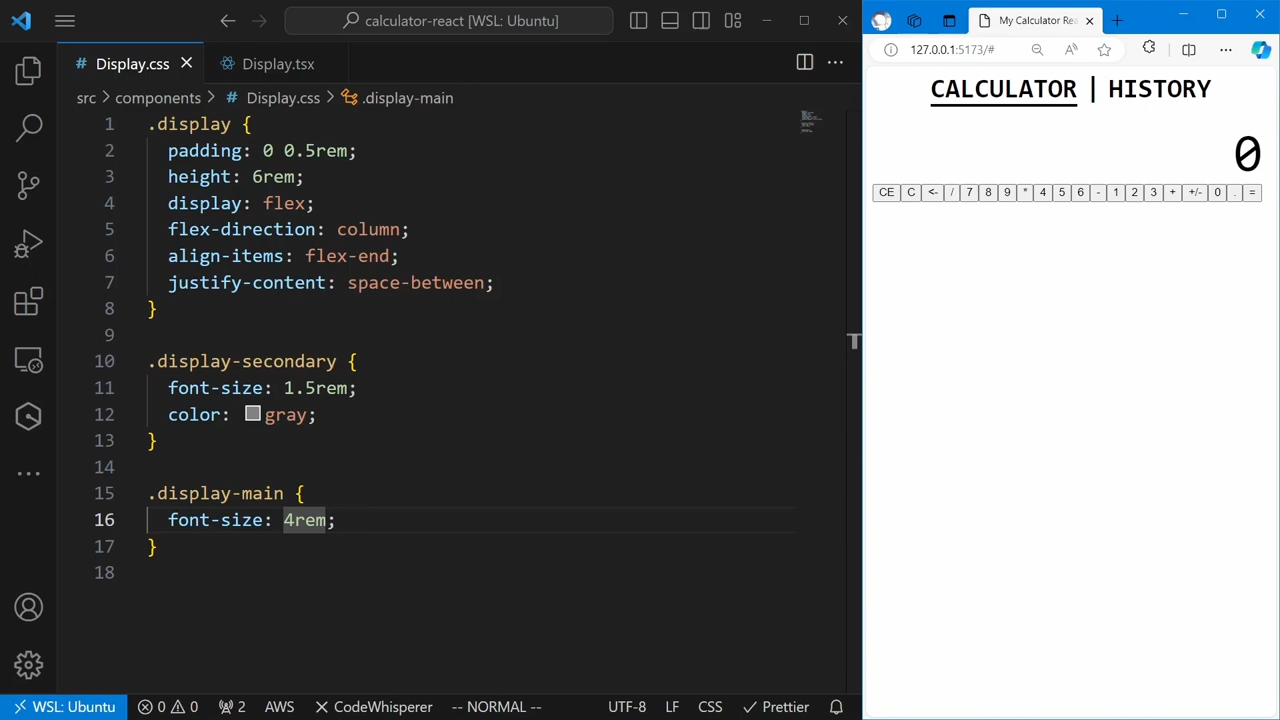 calculator-react [WSL: Ubuntu]
Display.css
Display.tsx
src > components > # Display.css > .display-main
1 .display {
2 padding: 0 0.5rem;
3 height: 6rem;
4 display: flex;
5 flex-direction: column;
6 align-items: flex-end;
7 justify-content: space-between;
8 }
9
10 .display-secondary {
11 font-size: 1.5rem;
12 color: gray;
13 }
14
15 .display-main {
16 font-size: 4rem;
17 }
18
WSL: Ubuntu 0 0 2 AWS CodeWhisperer -- NORMAL -- UTF-8 LF CSS Prettier
My Calculator Rea
127.0.0.1:5173/#
CALCULATOR | HISTORY
0
CE C <- / 7 8 9 * 4 5 6 - 1 2 3 + +/- 0 . =